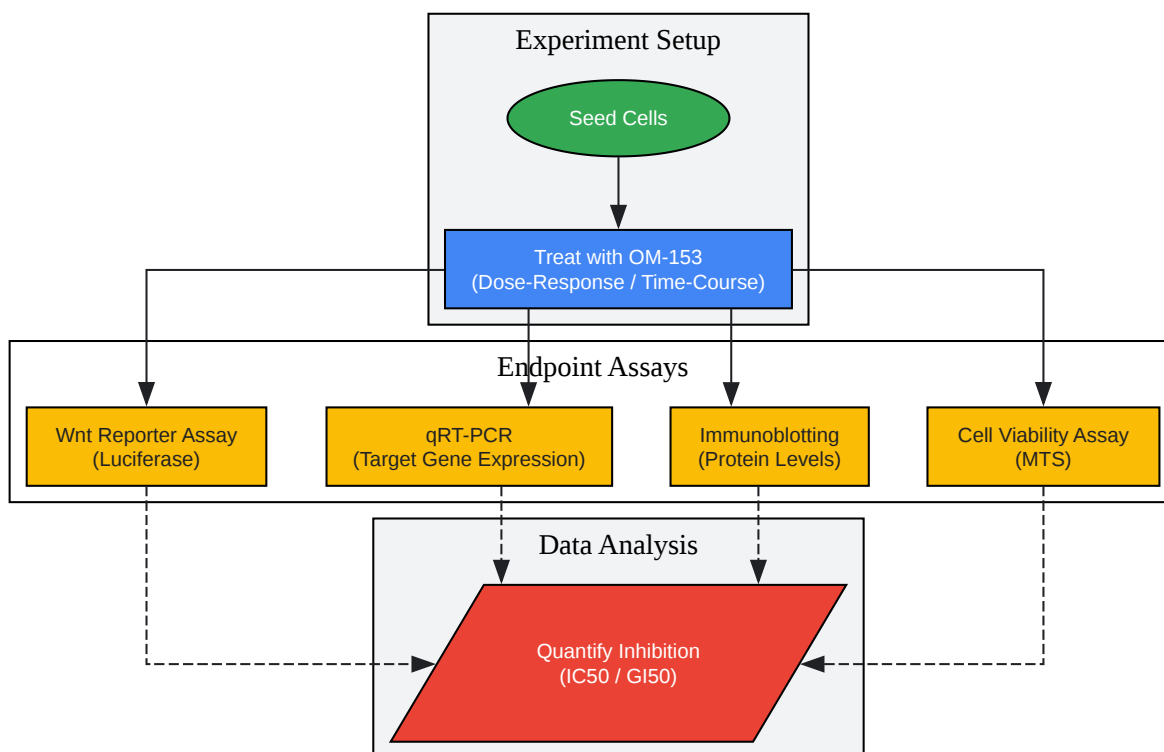 Experiment Setup
Seed Cells
Treat with OM-153
(Dose-Response / Time-Course)
Endpoint Assays
Wnt Reporter Assay
(Luciferase)
qRT-PCR
(Target Gene Expression)
Immunoblotting
(Protein Levels)
Cell Viability Assay
(MTS)
Data Analysis
Quantify Inhibition
(IC50 / GI50)